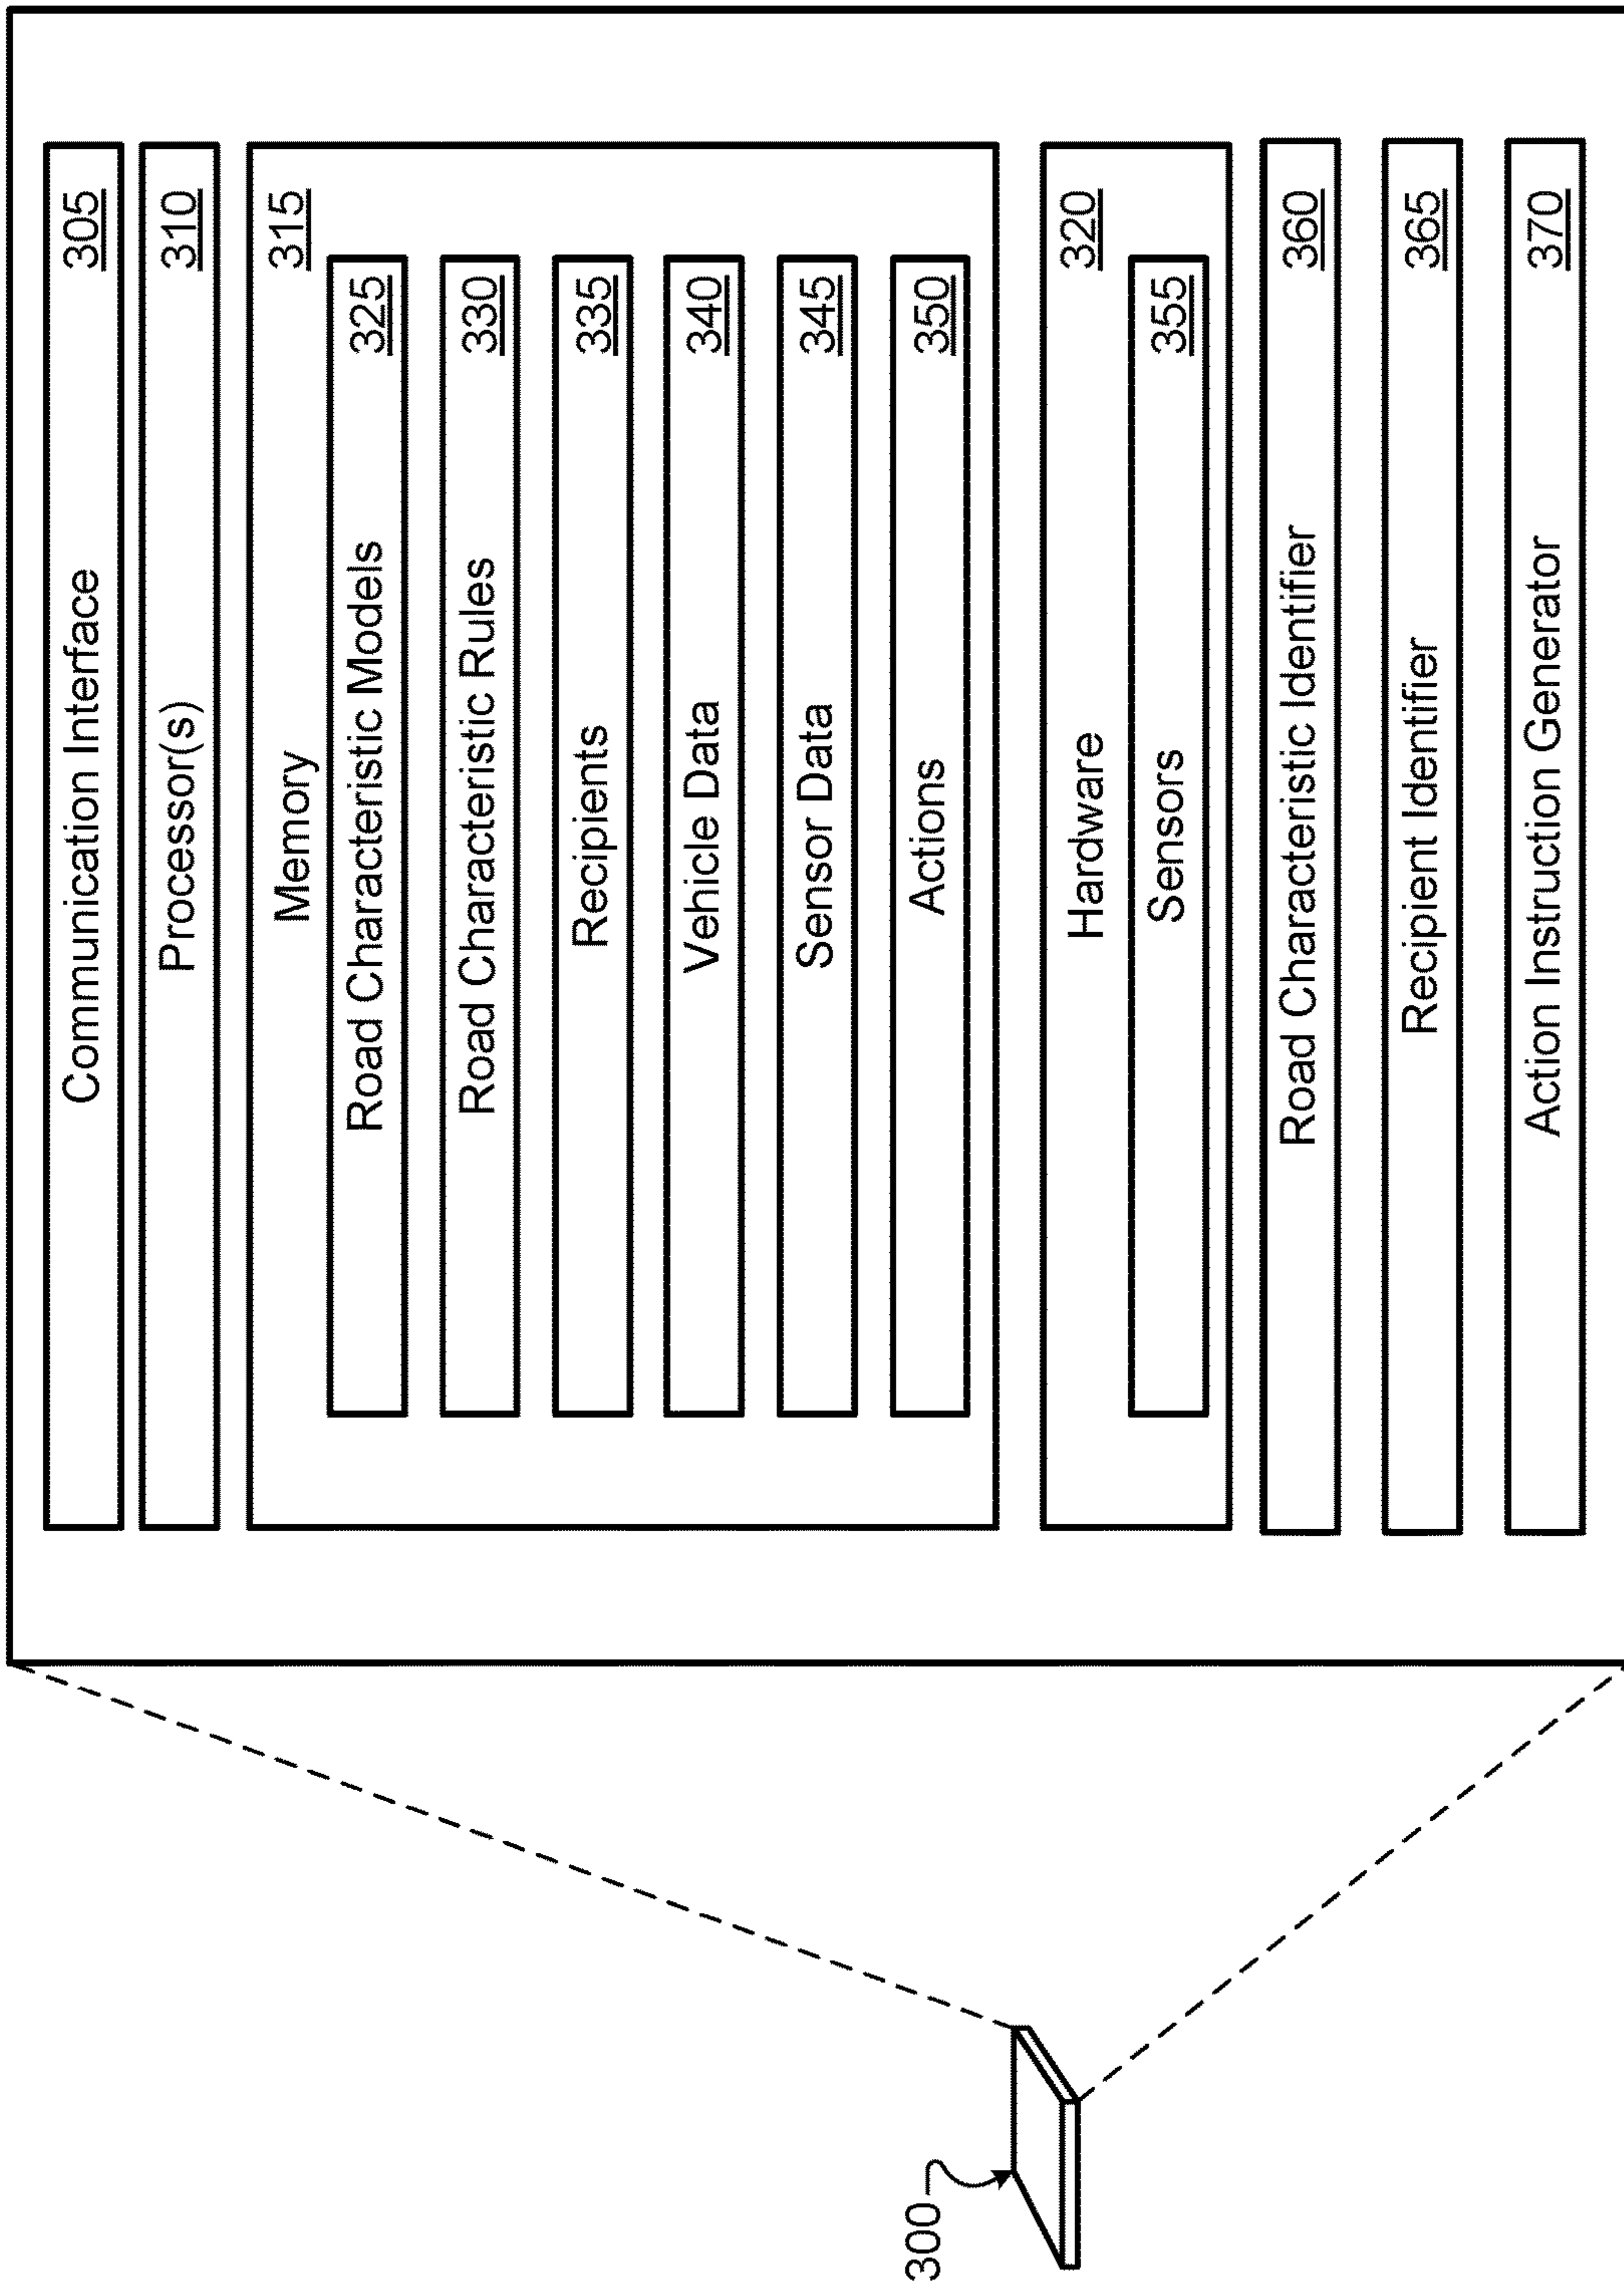 300
Communication Interface 305
Processor(s) 310
Memory 315
Road Characteristic Models 325
Road Characteristic Rules 330
Recipients 335
Vehicle Data 340
Sensor Data 345
Actions 350
Hardware 320
Sensors 355
Road Characteristic Identifier 360
Recipient Identifier 365
Action Instruction Generator 370